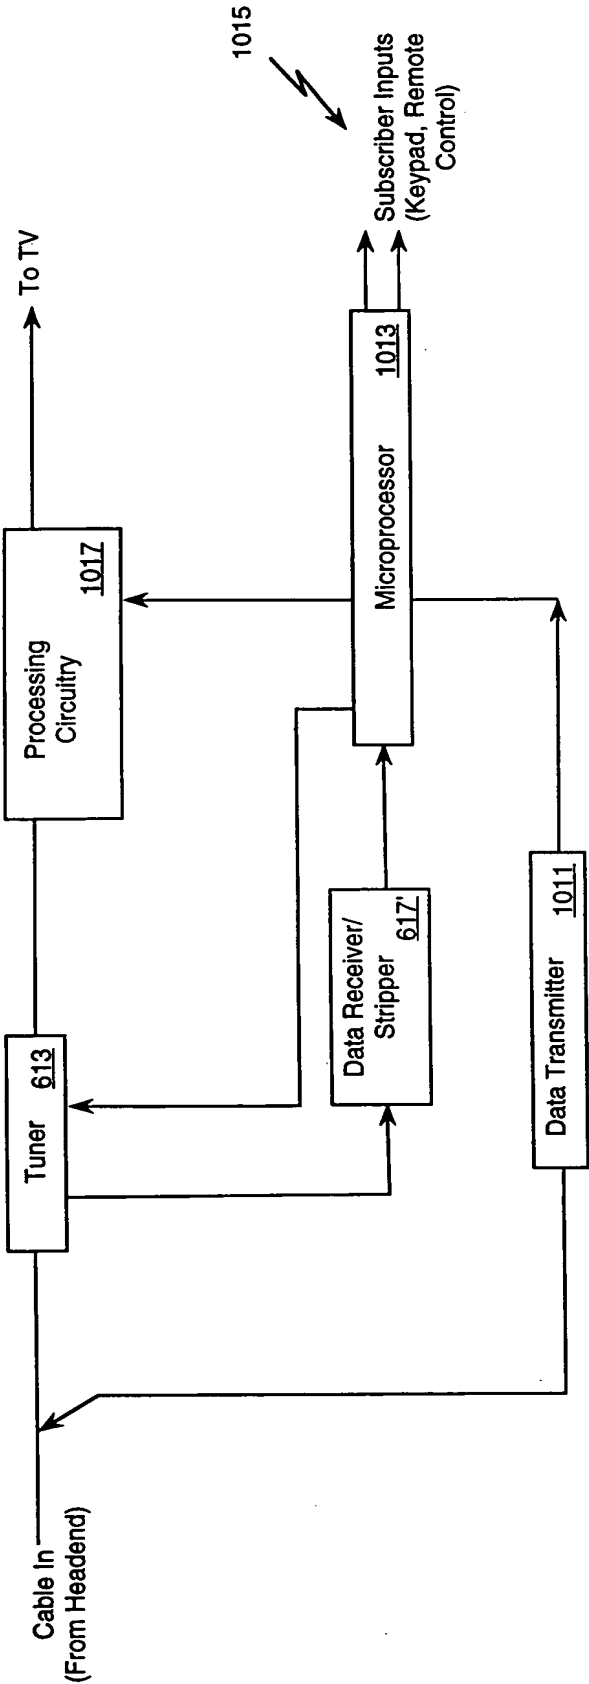 1015
To TV
Processing
Circuitry
1017
Tuner 613
Cable In
(From Headend)
Subscriber Inputs
(Keypad, Remote
Control)
Microprocessor 1013
Data Receiver/
Stripper 617'
Data Transmitter 1011